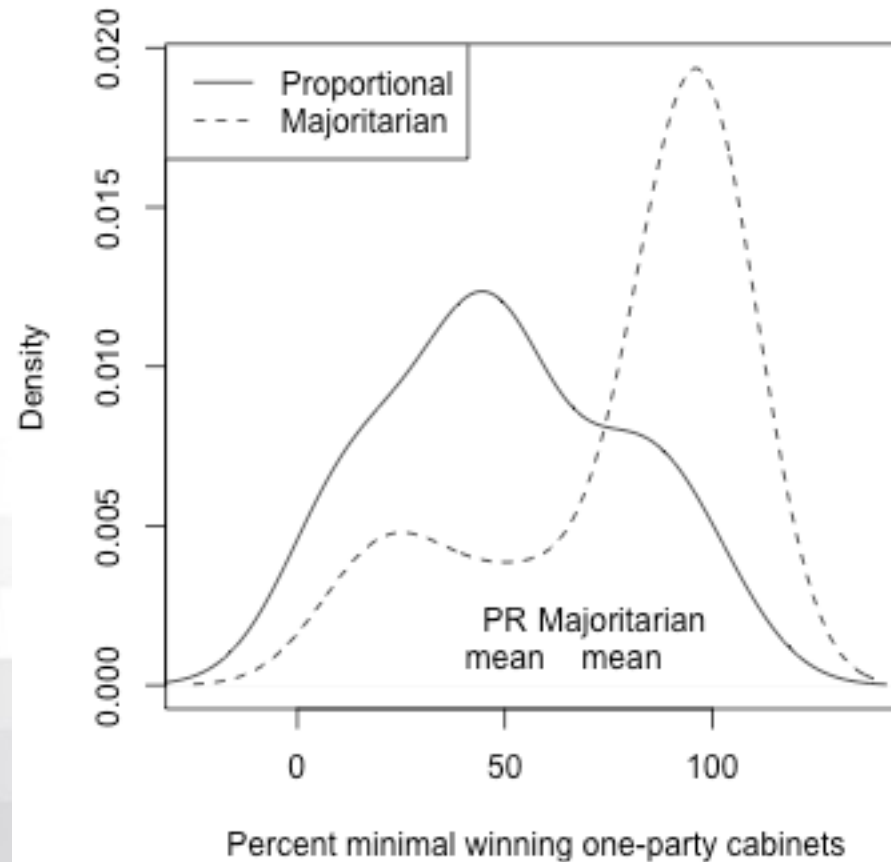 Proportional
Majoritarian
0.020
0.015
0.010
0.005
0.000
Density
PR Majoritarian
mean mean
0 50 100
Percent minimal winning one-party cabinets